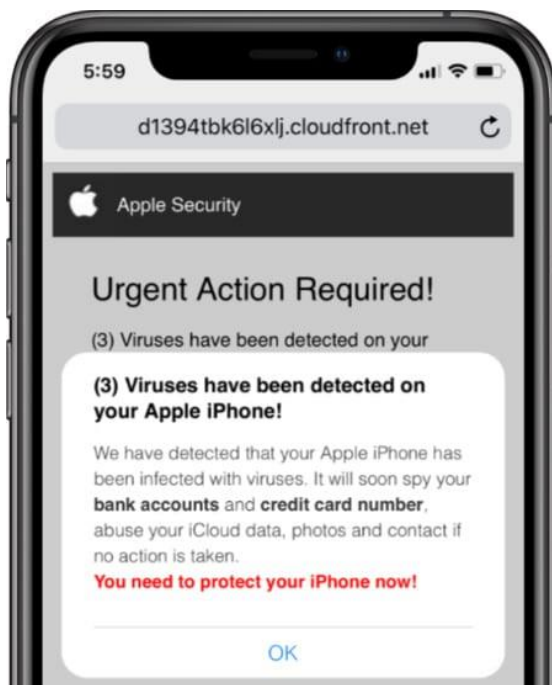 5:59
d1394tbk6l6xlj.cloudfront.net
Apple Security
Urgent Action Required!
(3) Viruses have been detected on your
(3) Viruses have been detected on
your Apple iPhone!
We have detected that your Apple iPhone has
been infected with viruses. It will soon spy your
bank accounts and credit card number,
abuse your iCloud data, photos and contact if
no action is taken.
You need to protect your iPhone now!
OK